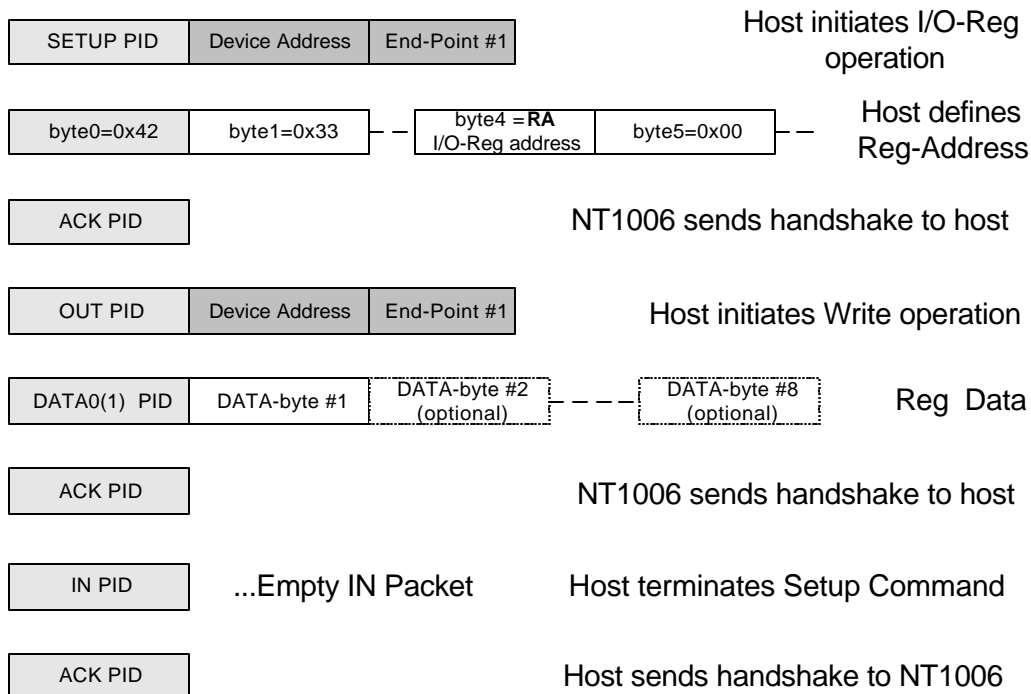 SETUP PID Device Address End-Point #1 Host initiates I/O-Reg
operation
byte0=0x42 byte1=0x33 byte4 =RA byte5=0x00 Host defines
I/O-Reg address Reg-Address
ACK PID NT1006 sends handshake to host
OUT PID Device Address End-Point #1 Host initiates Write operation
DATA0(1) PID DATA-byte #1 DATA-byte #2 DATA-byte #8 Reg Data
(optional) (optional)
ACK PID NT1006 sends handshake to host
IN PID ...Empty IN Packet Host terminates Setup Command
ACK PID Host sends handshake to NT1006